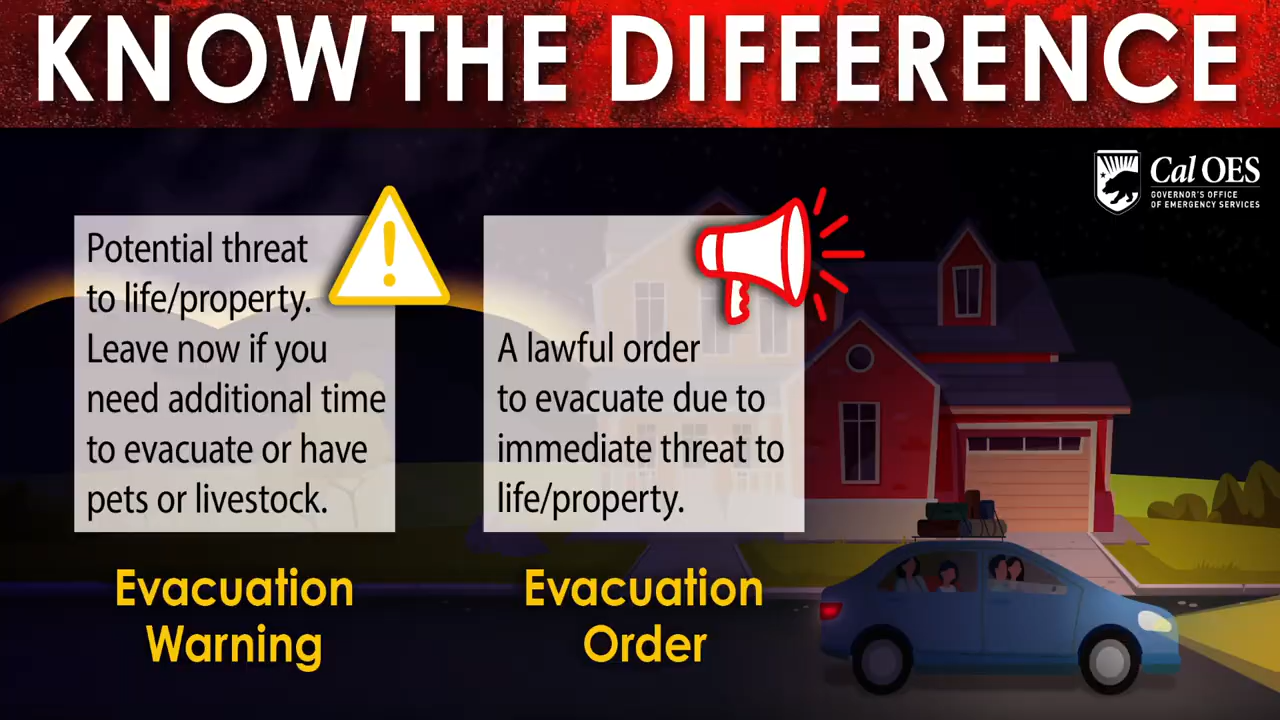 KNOW THE DIFFERENCE
Cal OES
GOVERNOR'S OFFICE
OF EMERGENCY SERVICES
Potential threat
to life/property.
Leave now if you
need additional time
to evacuate or have
pets or livestock.
Evacuation
Warning
A lawful order
to evacuate due to
immediate threat to
life/property.
Evacuation
Order